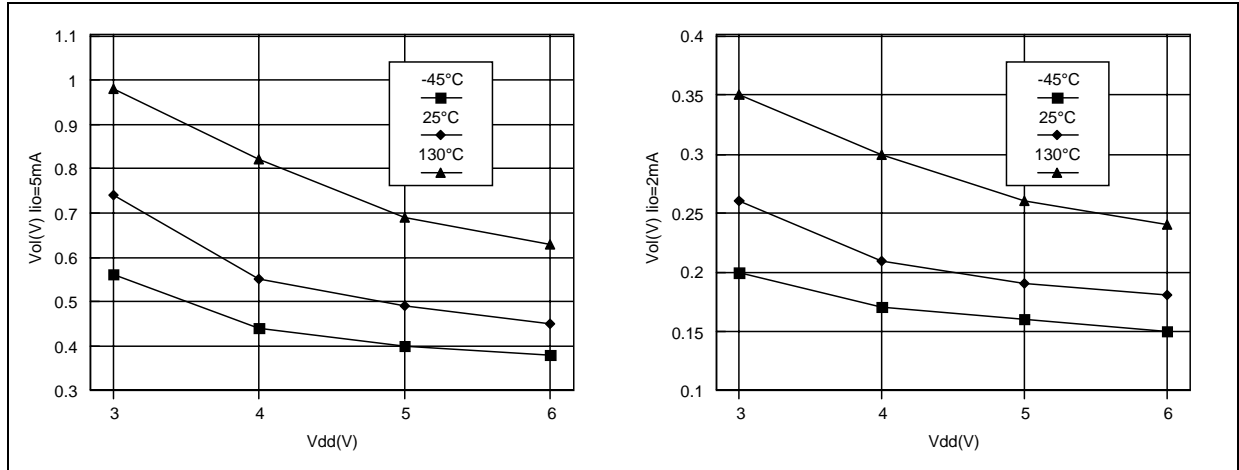 1.1
1
0.9
0.8
0.7
0.6
0.5
0.4
0.3
Vol(V) Iio=5mA
-45°C
25°C
130°C
3 4 5 6
Vdd(V)
0.4
0.35
0.3
0.25
0.2
0.15
0.1
Vol(V) Iio=2mA
-45°C
25°C
130°C
3 4 5 6
Vdd(V)